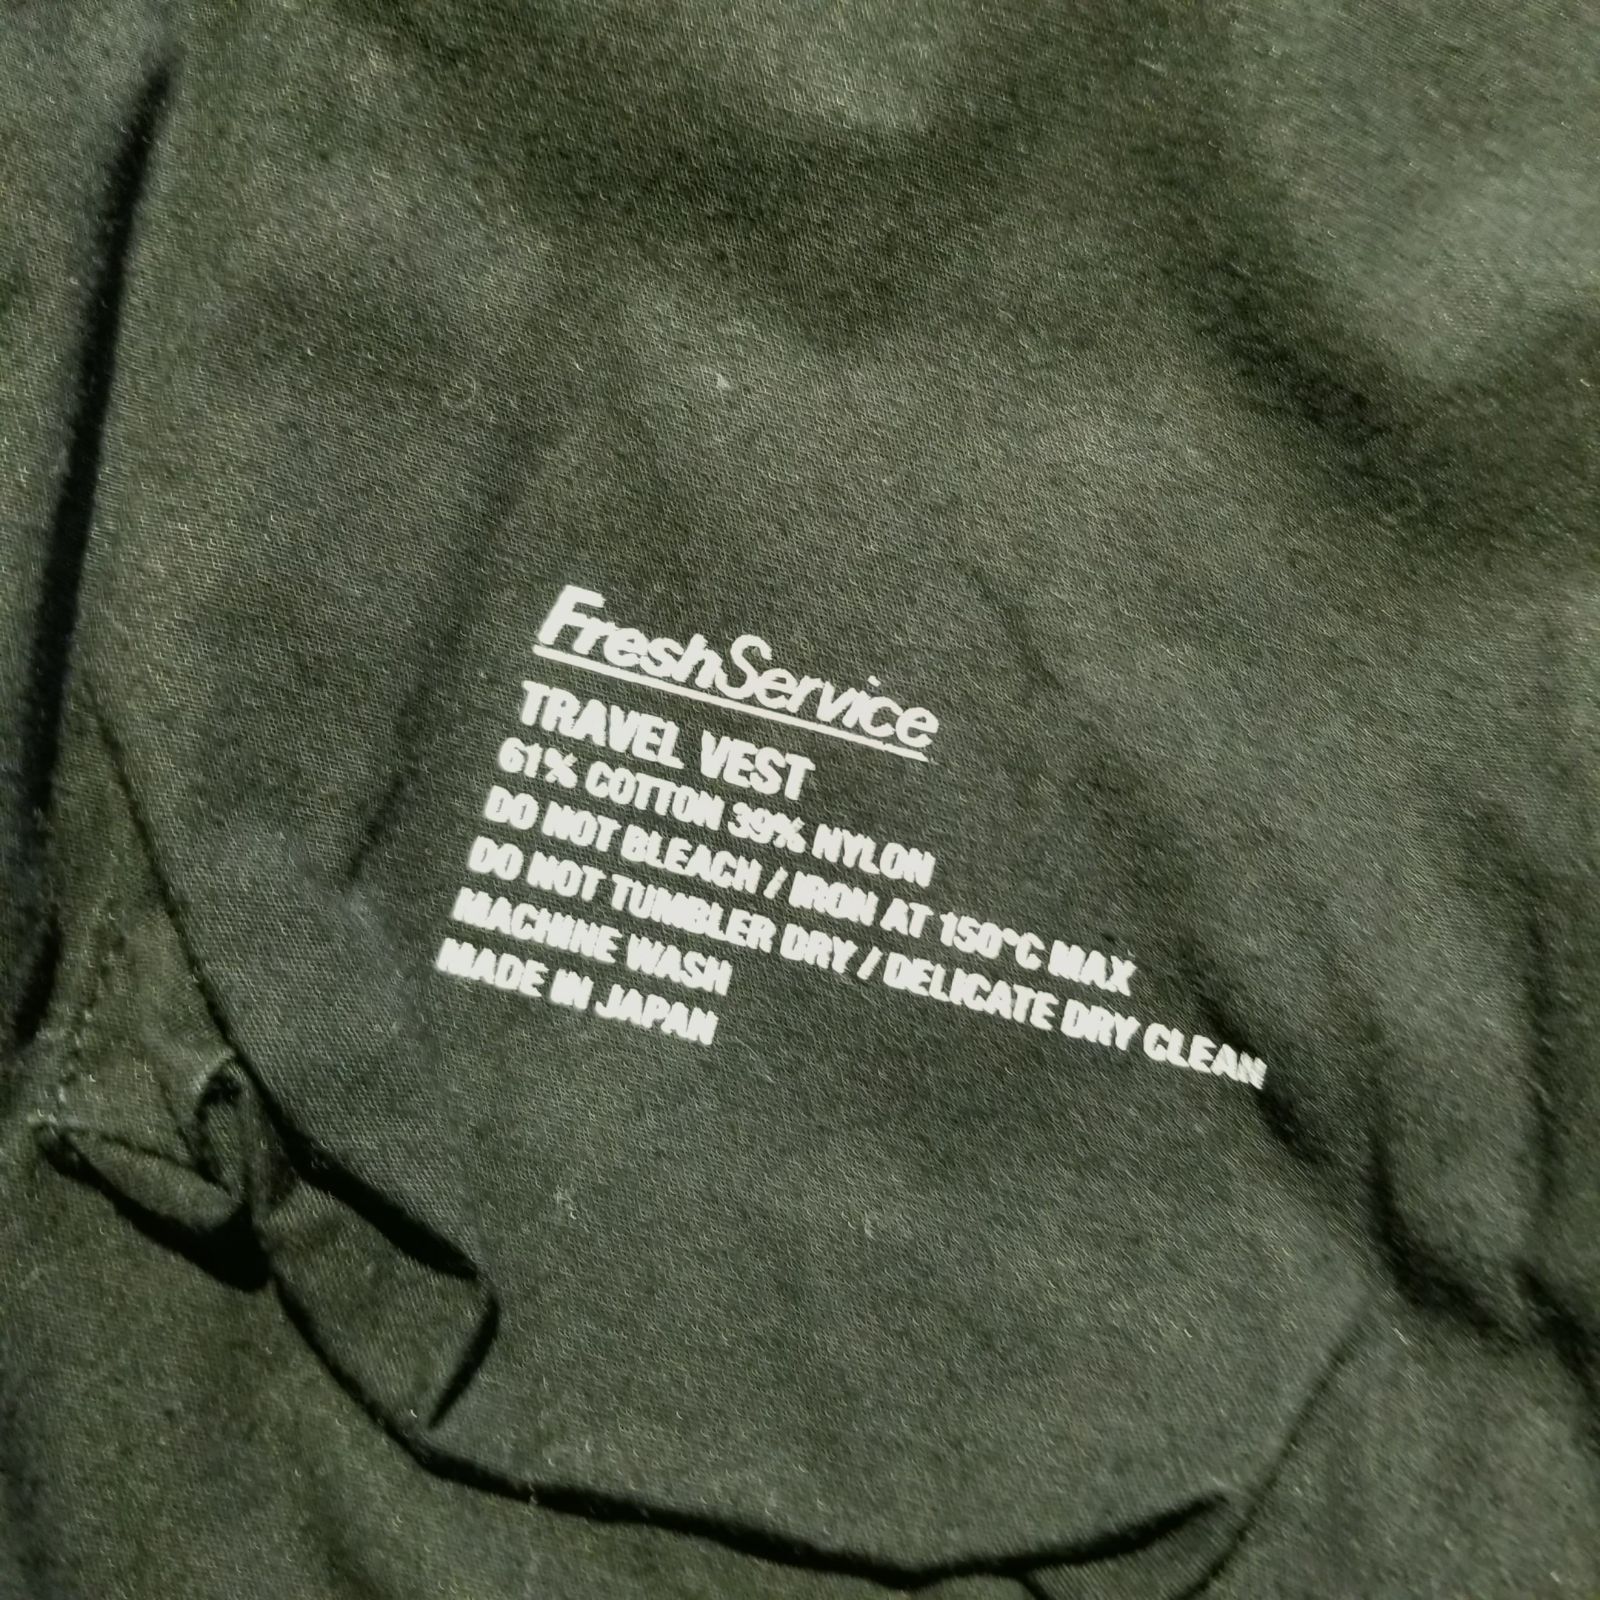 FreshService
TRAVEL VEST
61% COTTON 39% NYLON
DO NOT BLEACH / IRON AT 150°C MAX
DO NOT TUMBLER DRY / DELICATE DRY CLEAN
MACHINE WASH
MADE IN JAPAN